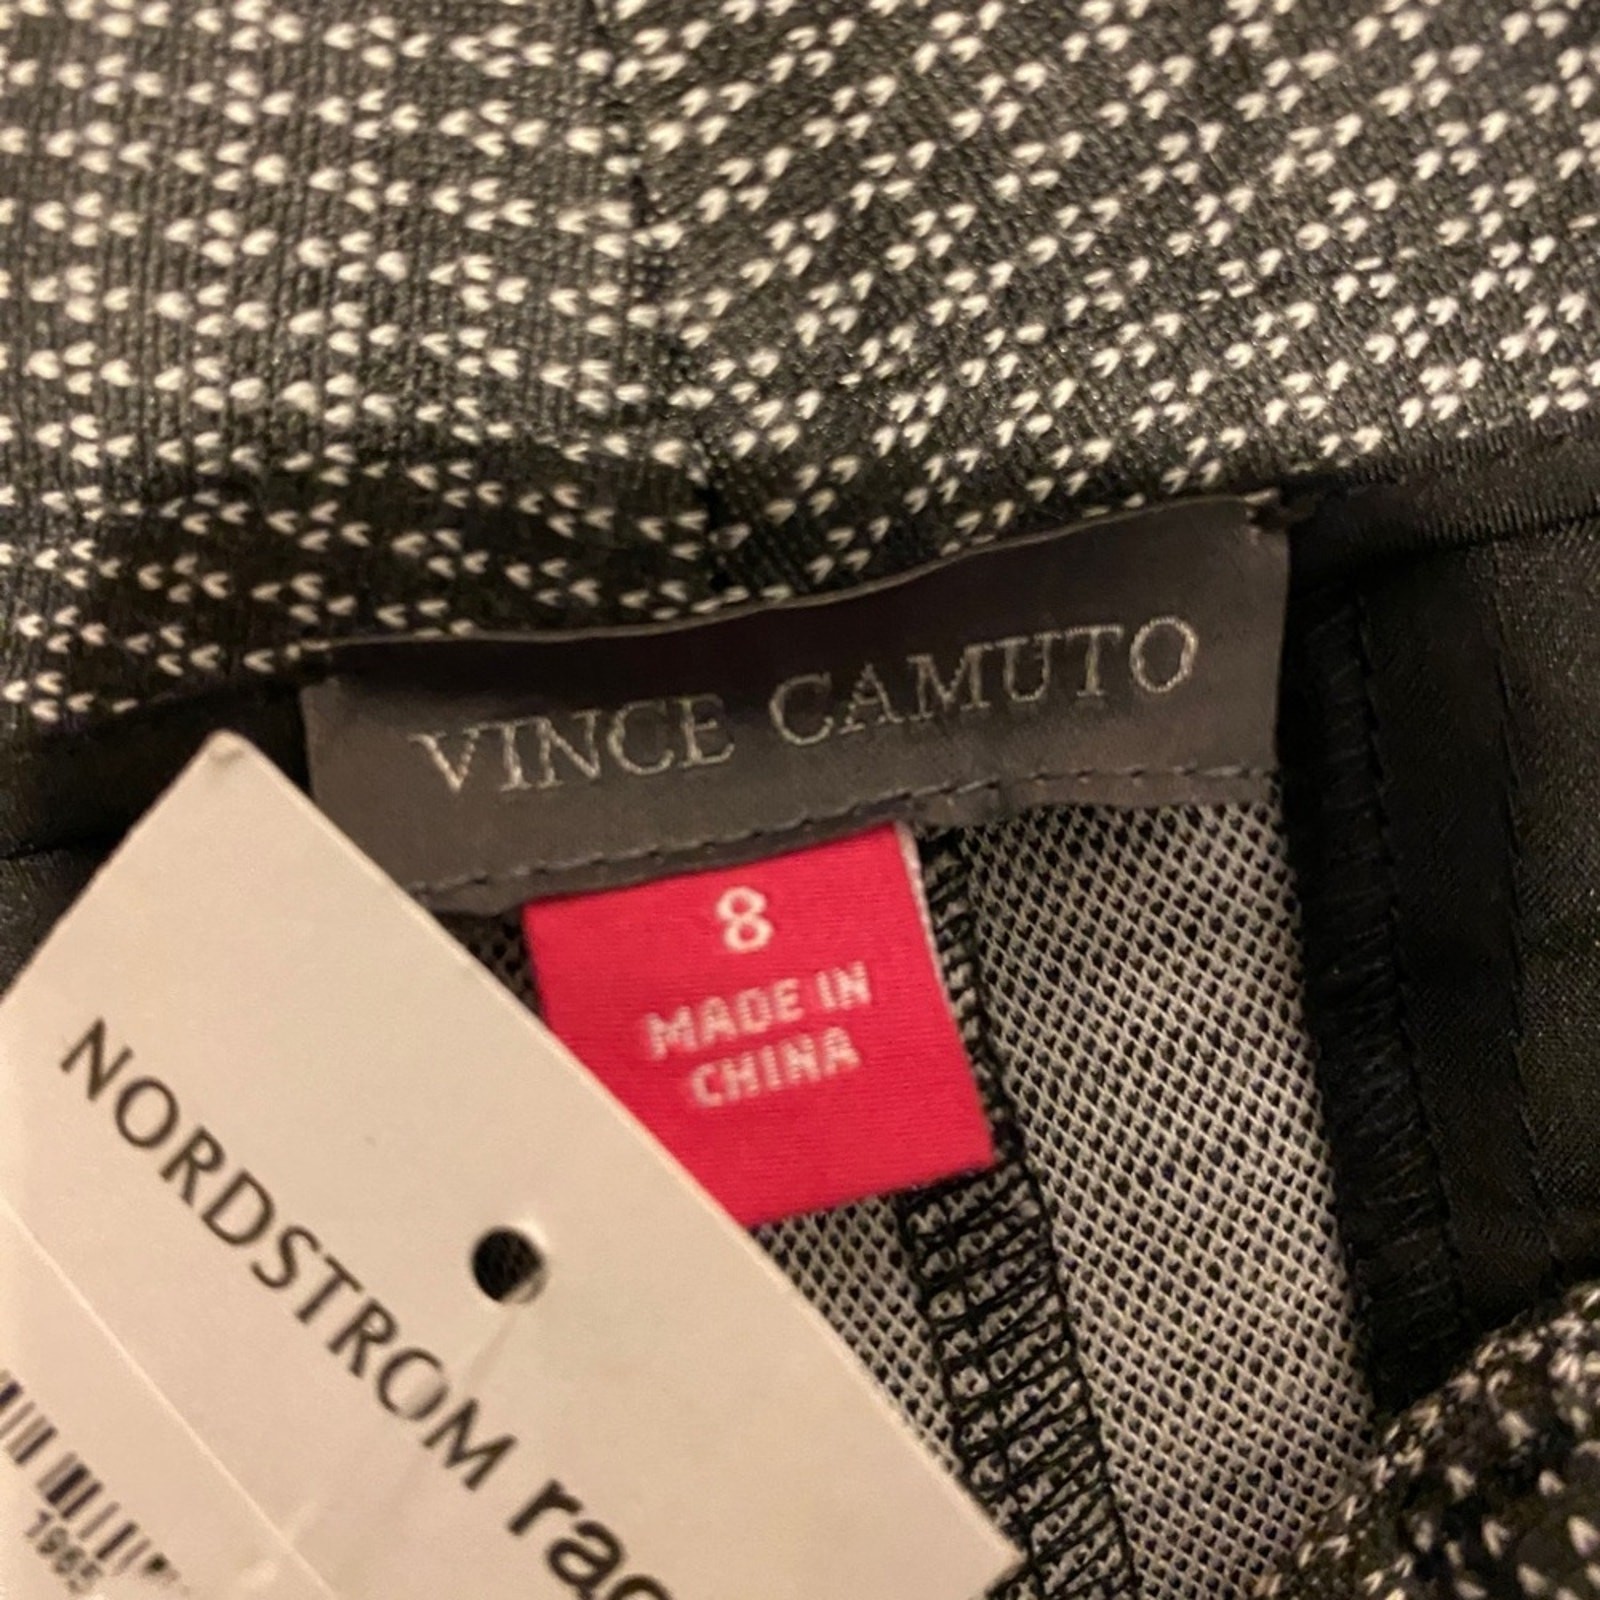 VINCE CAMUTO
8
MADE IN
CHINA
NORDSTROM